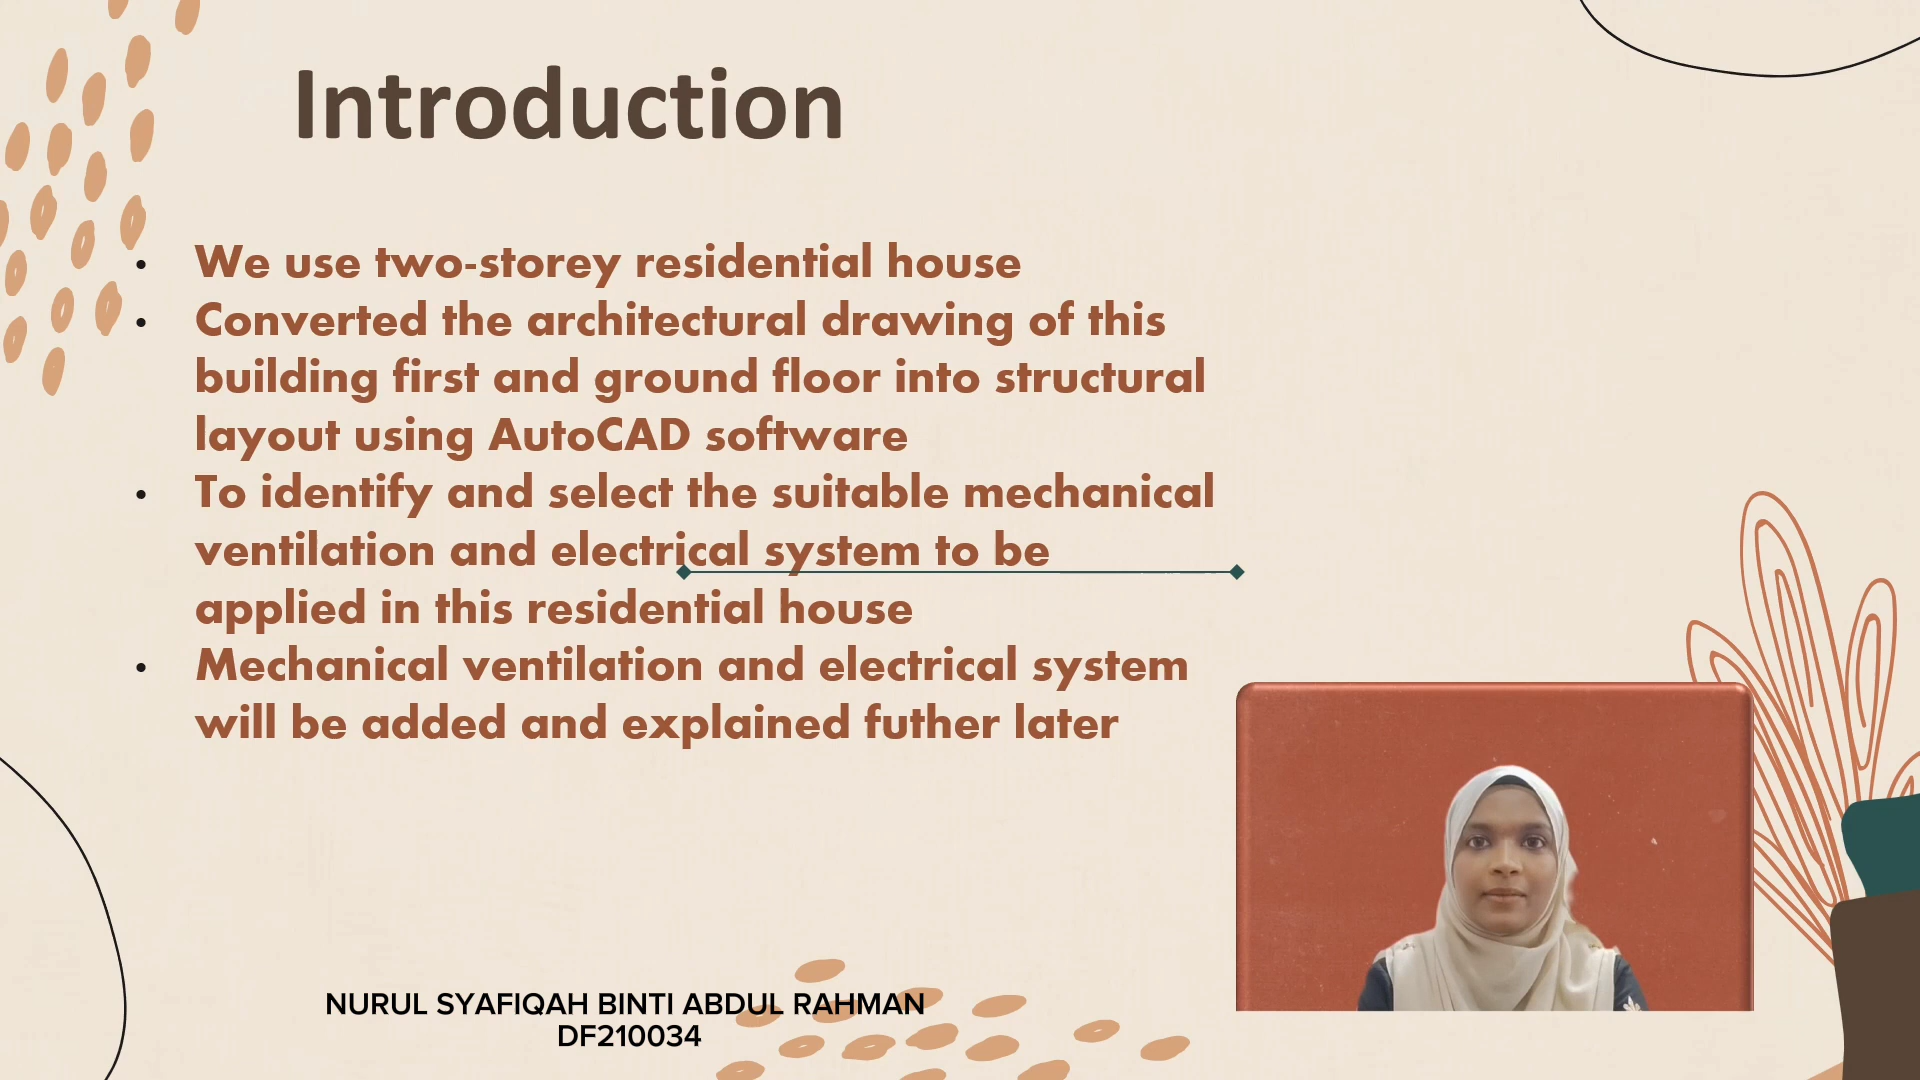 Introduction
• We use two-storey residential house
• Converted the architectural drawing of this
building first and ground floor into structural
layout using AutoCAD software
• To identify and select the suitable mechanical
ventilation and electrical system to be
applied in this residential house
• Mechanical ventilation and electrical system
will be added and explained futher later
NURUL SYAFIQAH BINTI ABDUL RAHMAN
DF210034